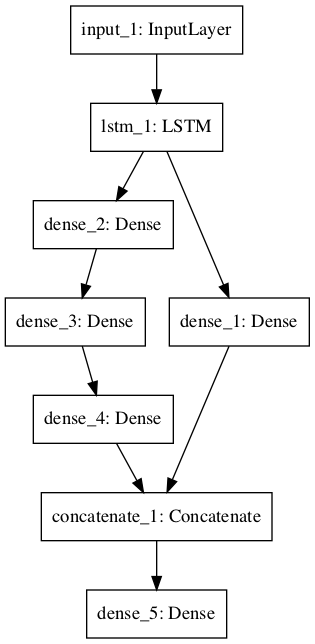 input_1: InputLayer
lstm_1: LSTM
dense_2: Dense
dense_3: Dense
dense_1: Dense
dense_4: Dense
concatenate_1: Concatenate
dense_5: Dense